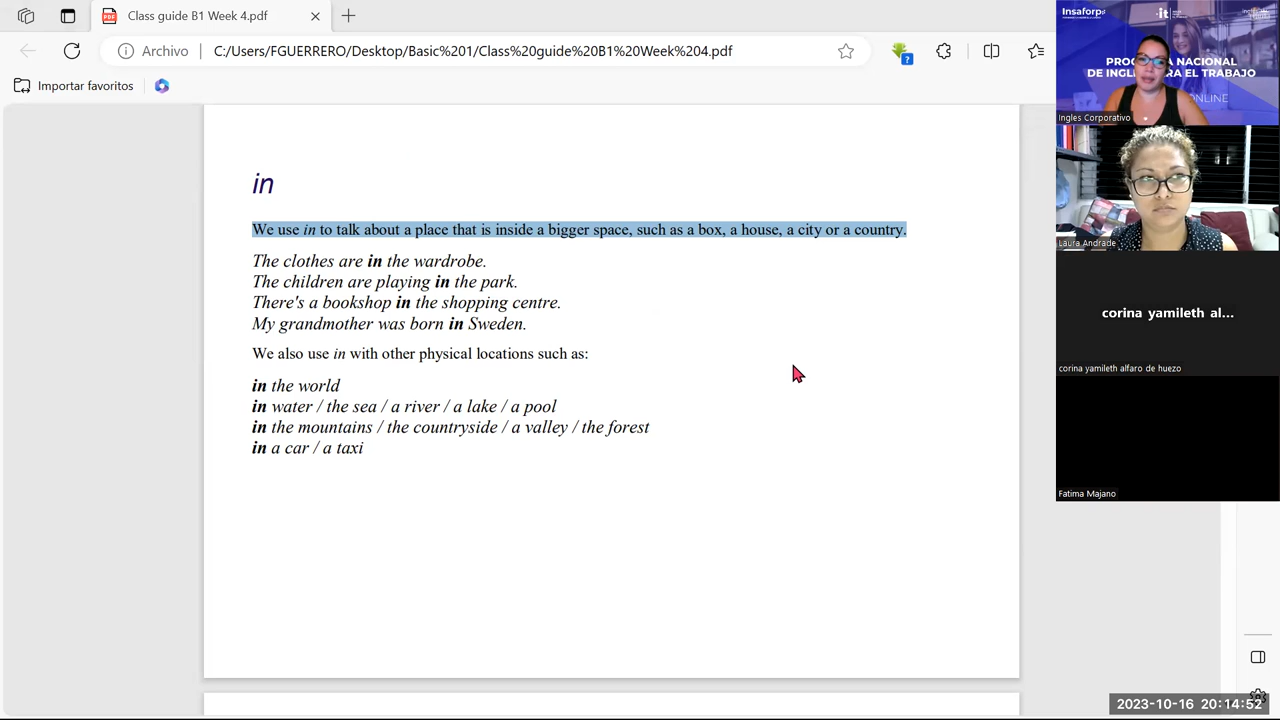 Class guide B1 Week 4.pdf
Archivo
C:/Users/FGUERRERO/Desktop/Basic%201/Class%20guide%20B1%20Week%204.pdf
Importar favoritos
in
We use in to talk about a place that is inside a bigger space, such as a box, a house, a city or a country.
The clothes are in the wardrobe.
The children are playing in the park.
There's a bookshop in the shopping centre.
My grandmother was born in Sweden.
We also use in with other physical locations such as:
in the world
in water / the sea / a river / a lake / a pool
in the mountains / the countryside / a valley / the forest
in a car / a taxi
Insaforp
it
NACIONAL
EL TRABAJO
ONLINE
Ingles Corporativo
Laura Andrade
corina yamileth al...
corina yamileth alfaro de huezo
Fatima Majano
2023-10-16 20:14:52